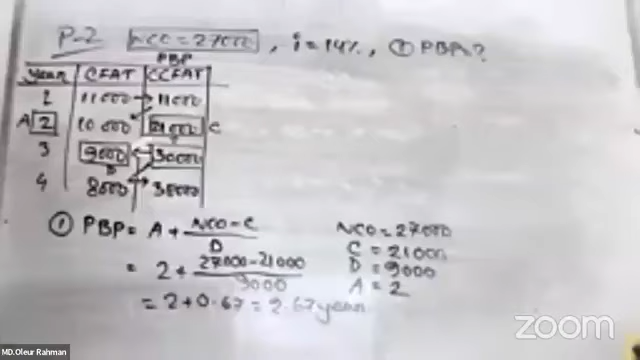 P-2 NCO = 27000, i = 14%, ① PBP = ?
PBP
year CFAT CCFAT
1 11000 11000
A 2 10000 21000 C
3 9000 30000
D
4 8000 38000
① PBP = A + NCO - C / D
= 2 + 27000 - 21000 / 9000
= 2 + 0.67 = 2.67 year
NCO = 27000
C = 21000
D = 9000
A = 2
zoom
MD.Oleur Rahman